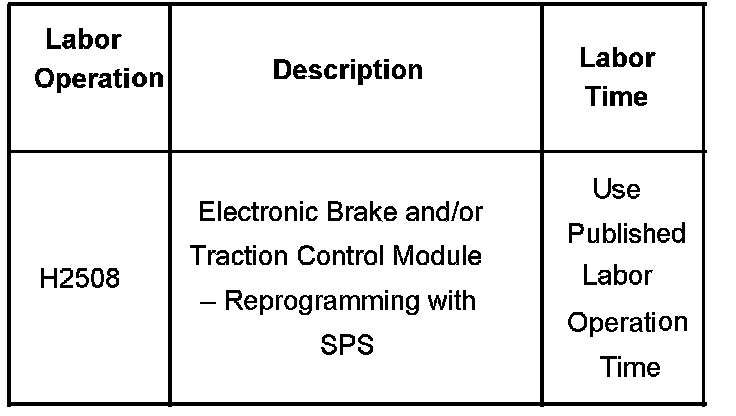 Labor
Operation
Description
Labor
Time
H2508
Electronic Brake and/or
Traction Control Module
– Reprogramming with
SPS
Use
Published
Labor
Operation
Time